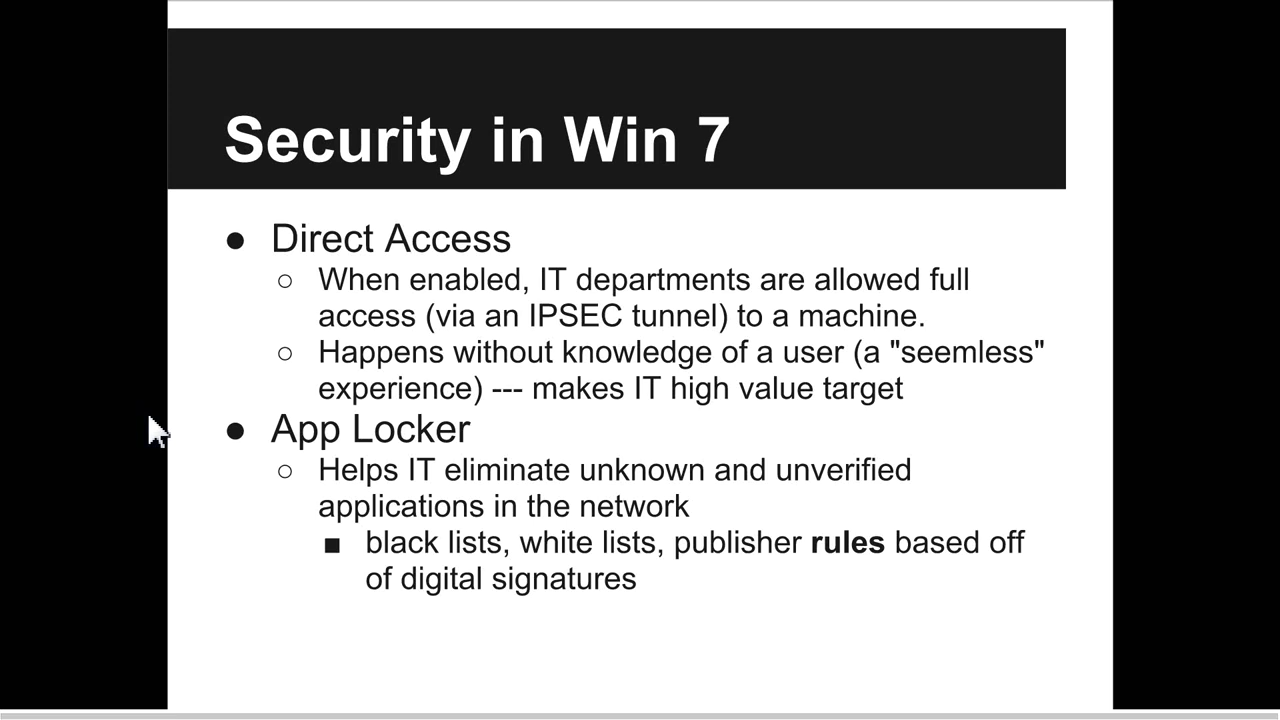 Security in Win 7
● Direct Access
○ When enabled, IT departments are allowed full
access (via an IPSEC tunnel) to a machine.
○ Happens without knowledge of a user (a "seemless"
experience) --- makes IT high value target
● App Locker
○ Helps IT eliminate unknown and unverified
applications in the network
■ black lists, white lists, publisher rules based off
of digital signatures